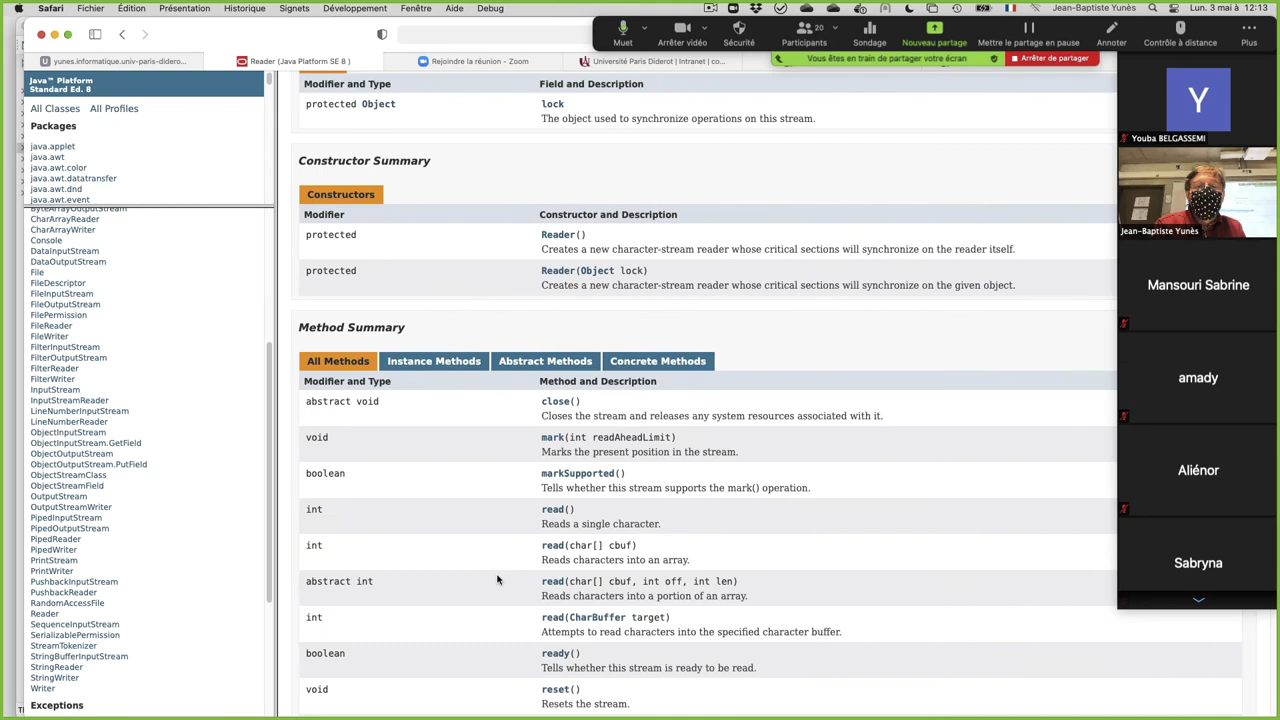 Safari Fichier Édition Présentation Historique Signets Développement Fenêtre Aide Debug Jean-Baptiste Yunès Lun. 3 mai à 12:13
Muet Arrêter vidéo Sécurité Participants 20 Sondage Nouveau partage Mettre le partage en pause Annoter Contrôle à distance Plus
Vous êtes en train de partager votre écran Arrêter de partager
yunes.informatique.univ-paris-didero... Reader (Java Platform SE 8) Rejoindre la réunion - Zoom Université Paris Diderot | Intranet | co...
Java™ Platform
Standard Ed. 8
All Classes All Profiles
Packages
java.applet
java.awt
java.awt.color
java.awt.datatransfer
java.awt.dnd
java.awt.event
ByteArrayOutputStream
CharArrayReader
CharArrayWriter
Console
DataInputStream
DataOutputStream
File
FileDescriptor
FileInputStream
FileOutputStream
FilePermission
FileReader
FileWriter
FilterInputStream
FilterOutputStream
FilterReader
FilterWriter
InputStream
InputStreamReader
LineNumberInputStream
LineNumberReader
ObjectInputStream
ObjectInputStream.GetField
ObjectOutputStream
ObjectOutputStream.PutField
ObjectStreamClass
ObjectStreamField
OutputStream
OutputStreamWriter
PipedInputStream
PipedOutputStream
PipedReader
PipedWriter
PrintStream
PrintWriter
PushbackInputStream
PushbackReader
RandomAccessFile
Reader
SequenceInputStream
SerializablePermission
StreamTokenizer
StringBufferInputStream
StringReader
StringWriter
Writer
Exceptions
Modifier and Type Field and Description
protected Object lock
The object used to synchronize operations on this stream.
Constructor Summary
Constructors
Modifier Constructor and Description
protected Reader()
Creates a new character-stream reader whose critical sections will synchronize on the reader itself.
protected Reader(Object lock)
Creates a new character-stream reader whose critical sections will synchronize on the given object.
Method Summary
All Methods Instance Methods Abstract Methods Concrete Methods
Modifier and Type Method and Description
abstract void close()
Closes the stream and releases any system resources associated with it.
void mark(int readAheadLimit)
Marks the present position in the stream.
boolean markSupported()
Tells whether this stream supports the mark() operation.
int read()
Reads a single character.
int read(char[] cbuf)
Reads characters into an array.
abstract int read(char[] cbuf, int off, int len)
Reads characters into a portion of an array.
int read(CharBuffer target)
Attempts to read characters into the specified character buffer.
boolean ready()
Tells whether this stream is ready to be read.
void reset()
Resets the stream.
Y
Youba BELGASSEMI
Jean-Baptiste Yunès
Mansouri Sabrine
amady
Aliénor
Sabryna